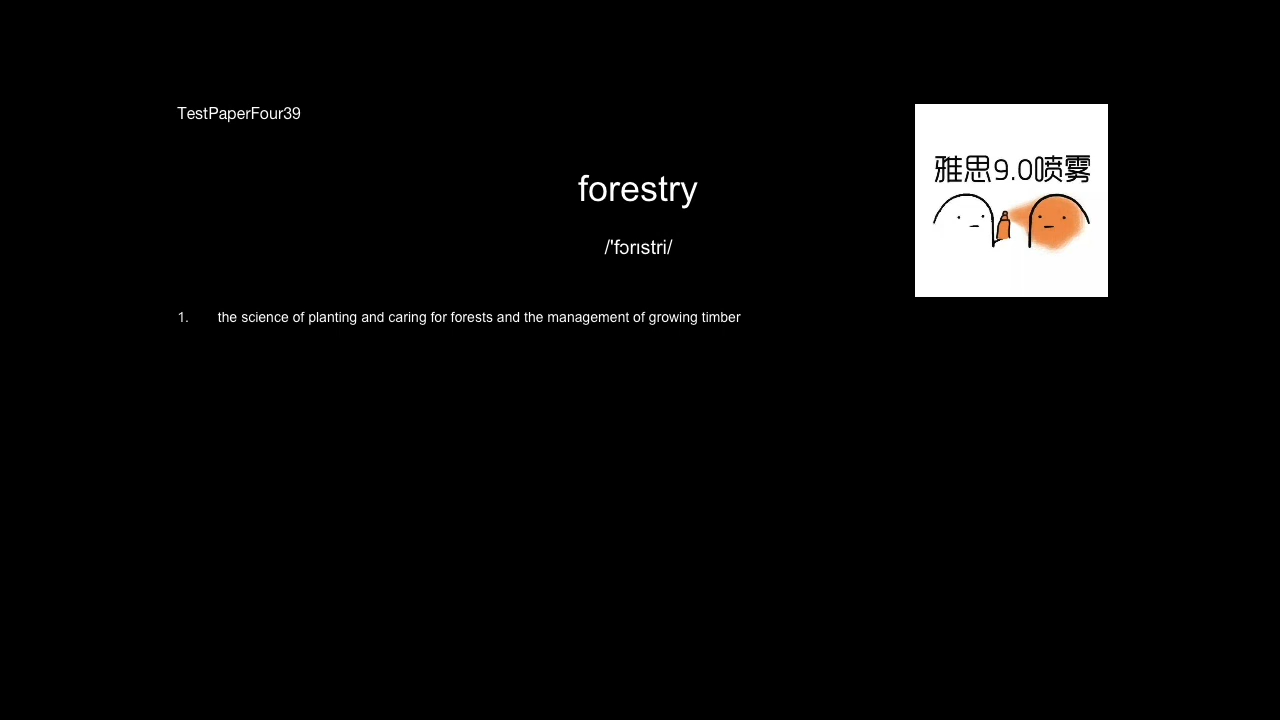 TestPaperFour39
雅思9.0喷雾
forestry
/'fɔrɪstri/
1. the science of planting and caring for forests and the management of growing timber